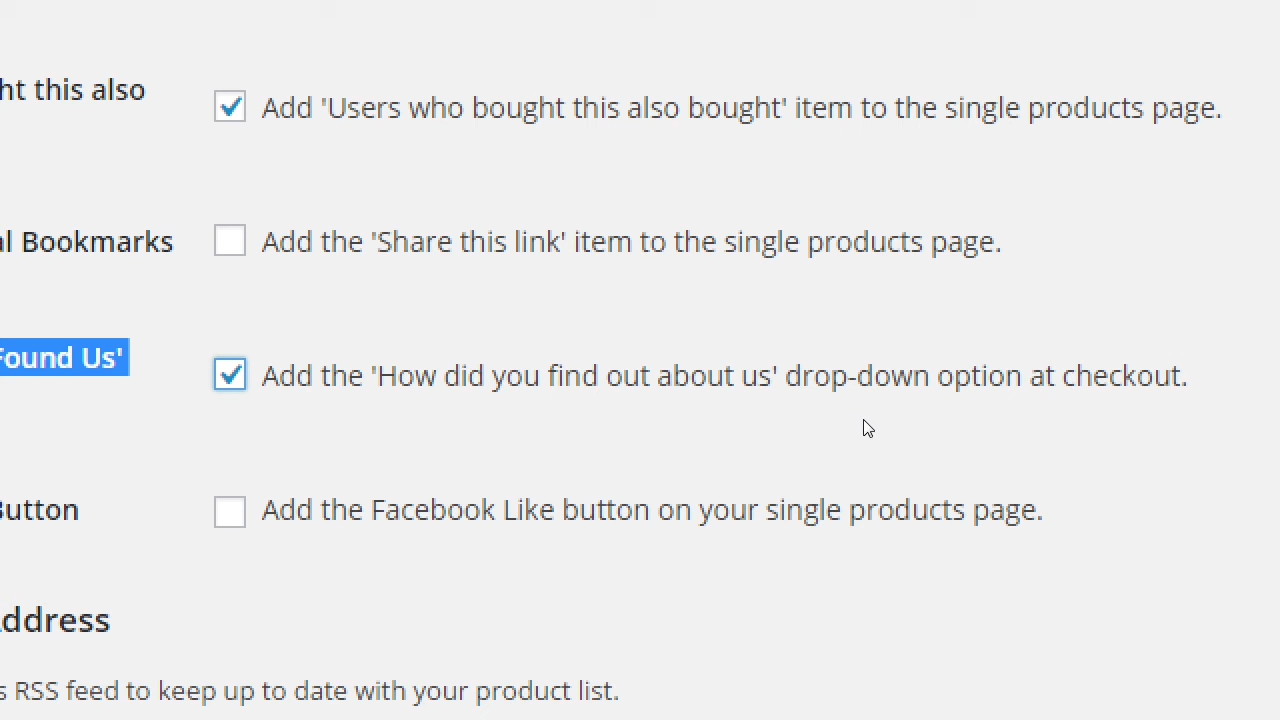 ht this also
Add 'Users who bought this also bought' item to the single products page.
al Bookmarks
Add the 'Share this link' item to the single products page.
Found Us'
Add the 'How did you find out about us' drop-down option at checkout.
Button
Add the Facebook Like button on your single products page.
Address
s RSS feed to keep up to date with your product list.